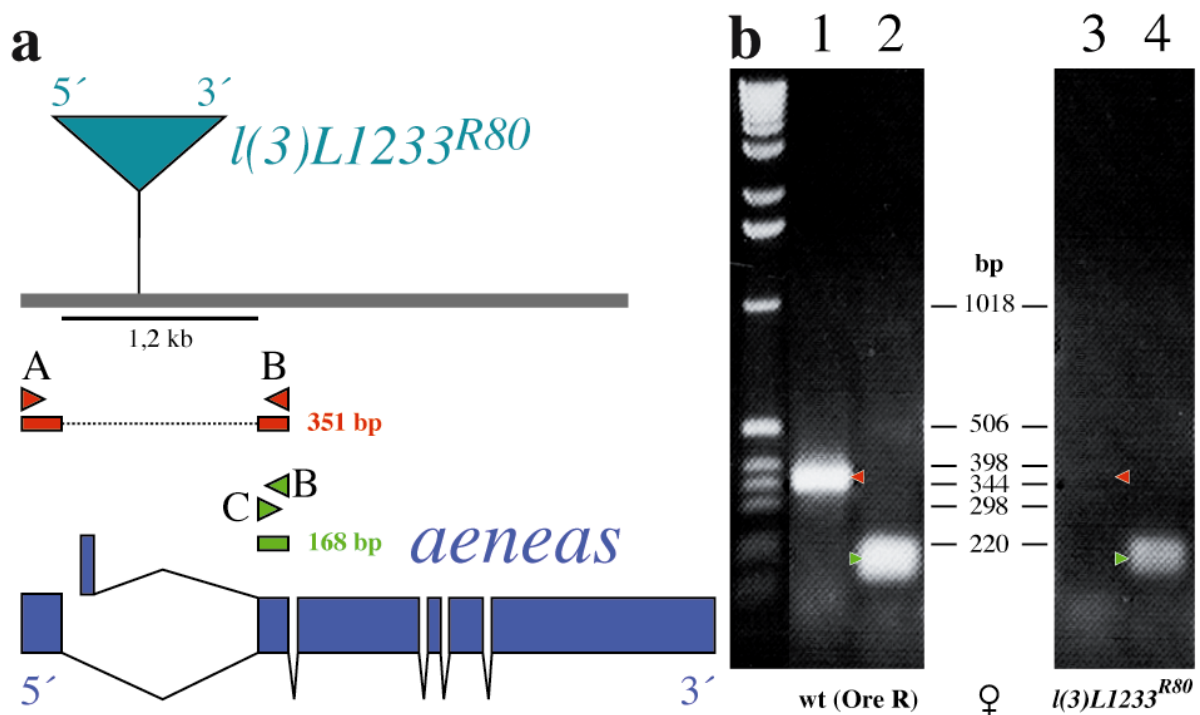 a
5´ 3´
l(3)L1233R80
1,2 kb
A B
351 bp
B
C
168 bp
aeneas
5´ 3´
b 1 2 3 4
bp
1018
506
398
344
298
220
wt (Ore R) ♀ l(3)L1233R80